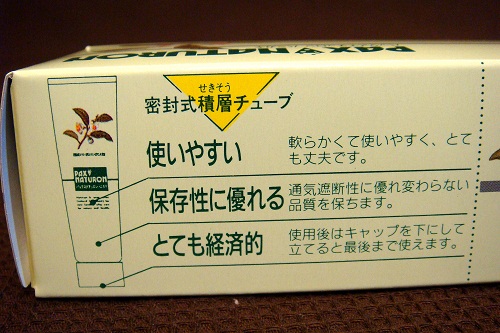 PAX NATURON
せきそう
密封式積層チューブ
使いやすい
軟らかくて使いやすく、とて
も丈夫です。
保存性に優れる
通気遮断性に優れ変わらない
品質を保ちます。
とても経済的
使用後はキャップを下にして
立てると最後まで使えます。
PAX
NATURON